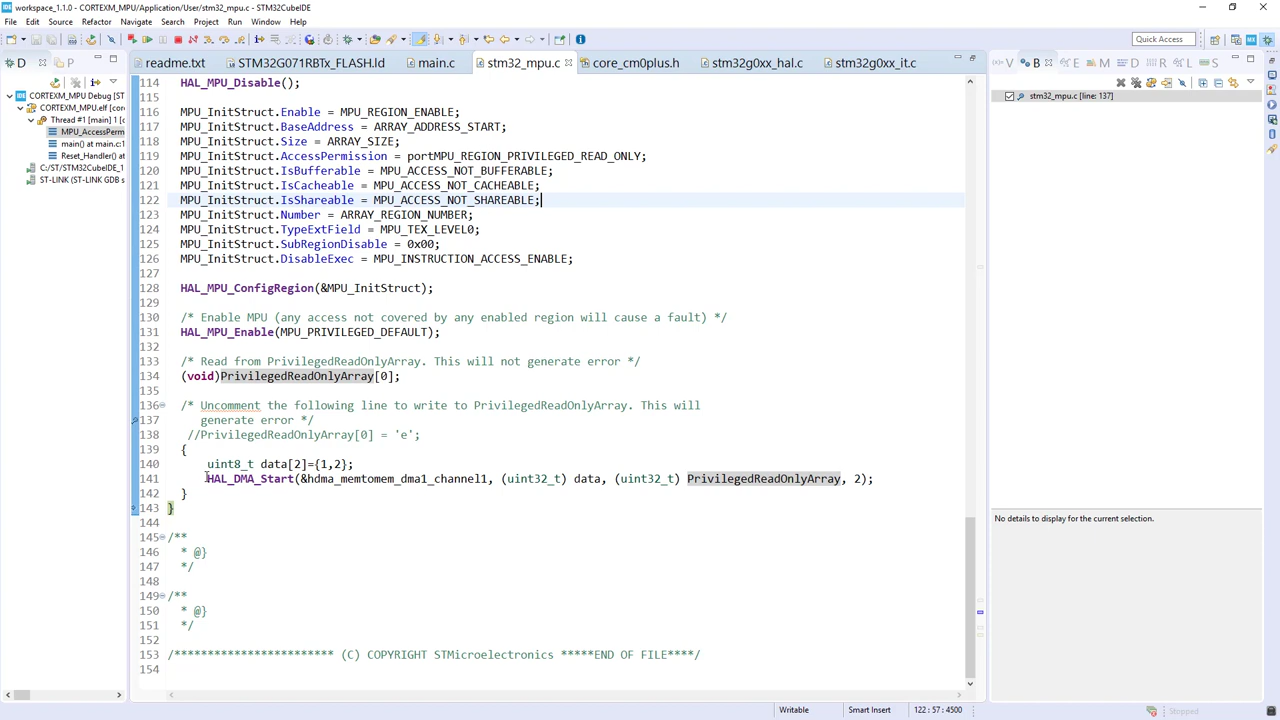 workspace_1.1.0 - CORTEXM_MPU/Application/User/stm32_mpu.c - STM32CubeIDE
File Edit Source Refactor Navigate Search Project Run Window Help
Quick Access
D
readme.txt STM32G071RBTx_FLASH.ld main.c stm32_mpu.c core_cm0plus.h stm32g0xx_hal.c stm32g0xx_it.c
V B E M D R L S
CORTEXM_MPU Debug [ST
CORTEXM_MPU.elf [core
Thread #1 [main] 1 [c
MPU_AccessPerm
main() at main.c:1
Reset_Handler() at
C:/ST/STM32CubeIDE_1
ST-LINK (ST-LINK GDB s
114 HAL_MPU_Disable();
115
116 MPU_InitStruct.Enable = MPU_REGION_ENABLE;
117 MPU_InitStruct.BaseAddress = ARRAY_ADDRESS_START;
118 MPU_InitStruct.Size = ARRAY_SIZE;
119 MPU_InitStruct.AccessPermission = portMPU_REGION_PRIVILEGED_READ_ONLY;
120 MPU_InitStruct.IsBufferable = MPU_ACCESS_NOT_BUFFERABLE;
121 MPU_InitStruct.IsCacheable = MPU_ACCESS_NOT_CACHEABLE;
122 MPU_InitStruct.IsShareable = MPU_ACCESS_NOT_SHAREABLE;
123 MPU_InitStruct.Number = ARRAY_REGION_NUMBER;
124 MPU_InitStruct.TypeExtField = MPU_TEX_LEVEL0;
125 MPU_InitStruct.SubRegionDisable = 0x00;
126 MPU_InitStruct.DisableExec = MPU_INSTRUCTION_ACCESS_ENABLE;
127
128 HAL_MPU_ConfigRegion(&MPU_InitStruct);
129
130 /* Enable MPU (any access not covered by any enabled region will cause a fault) */
131 HAL_MPU_Enable(MPU_PRIVILEGED_DEFAULT);
132
133 /* Read from PrivilegedReadOnlyArray. This will not generate error */
134 (void)PrivilegedReadOnlyArray[0];
135
136 /* Uncomment the following line to write to PrivilegedReadOnlyArray. This will
137 generate error */
138 //PrivilegedReadOnlyArray[0] = 'e';
139 {
140 uint8_t data[2]={1,2};
141 HAL_DMA_Start(&hdma_memtomem_dma1_channel1, (uint32_t) data, (uint32_t) PrivilegedReadOnlyArray, 2);
142 }
143 }
144
145 /**
146 * @}
147 */
148
149 /**
150 * @}
151 */
152
153 /************************ (C) COPYRIGHT STMicroelectronics *****END OF FILE****/
154
stm32_mpu.c [line: 137]
No details to display for the current selection.
Writable Smart Insert 122 : 57 : 4500 Stopped